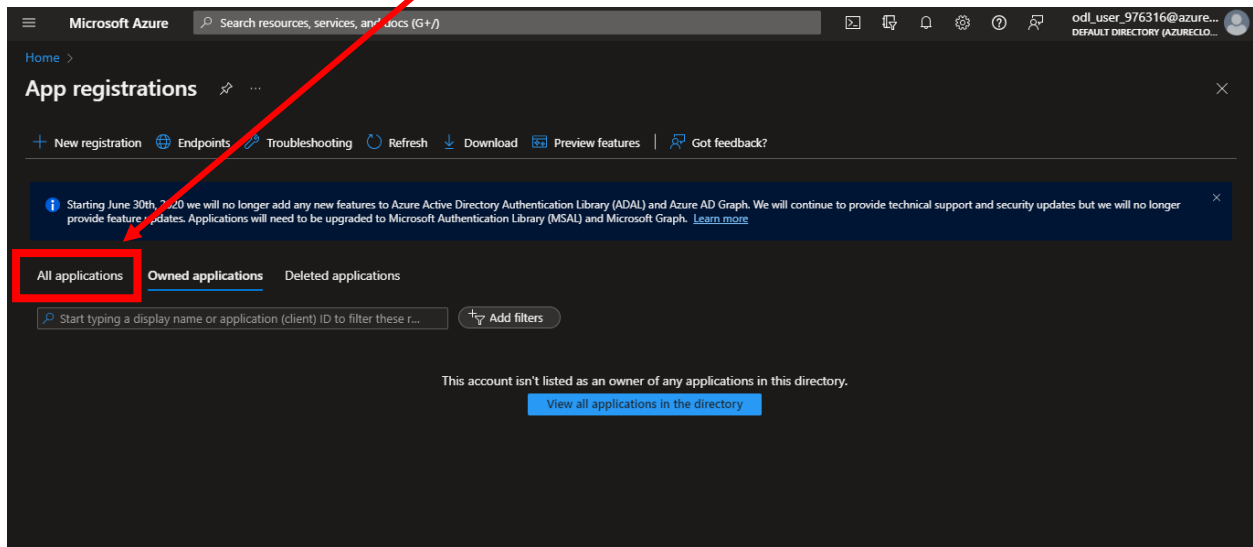 Microsoft Azure
Search resources, services, and docs (G+/)
odl_user_976316@azure...
DEFAULT DIRECTORY (AZURECLO...
Home >
App registrations
New registration Endpoints Troubleshooting Refresh Download Preview features | Got feedback?
Starting June 30th, 2020 we will no longer add any new features to Azure Active Directory Authentication Library (ADAL) and Azure AD Graph. We will continue to provide technical support and security updates but we will no longer
provide feature updates. Applications will need to be upgraded to Microsoft Authentication Library (MSAL) and Microsoft Graph. Learn more
All applications Owned applications Deleted applications
Start typing a display name or application (client) ID to filter these r...
Add filters
This account isn't listed as an owner of any applications in this directory.
View all applications in the directory